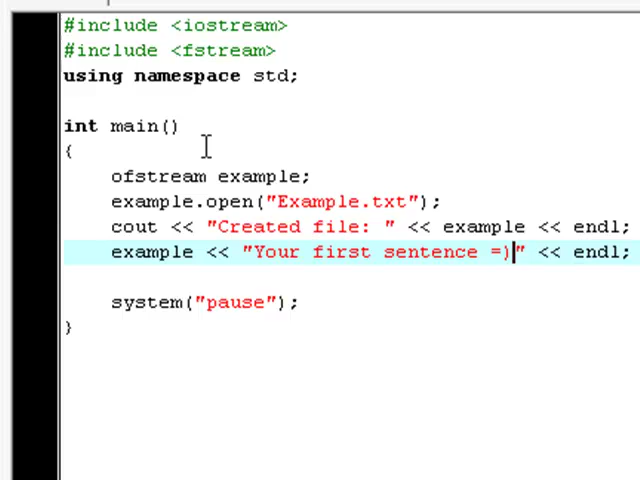 #include <iostream>
#include <fstream>
using namespace std;
int main()
{
ofstream example;
example.open("Example.txt");
cout << "Created file: " << example << endl;
example << "Your first sentence =)" << endl;
system("pause");
}